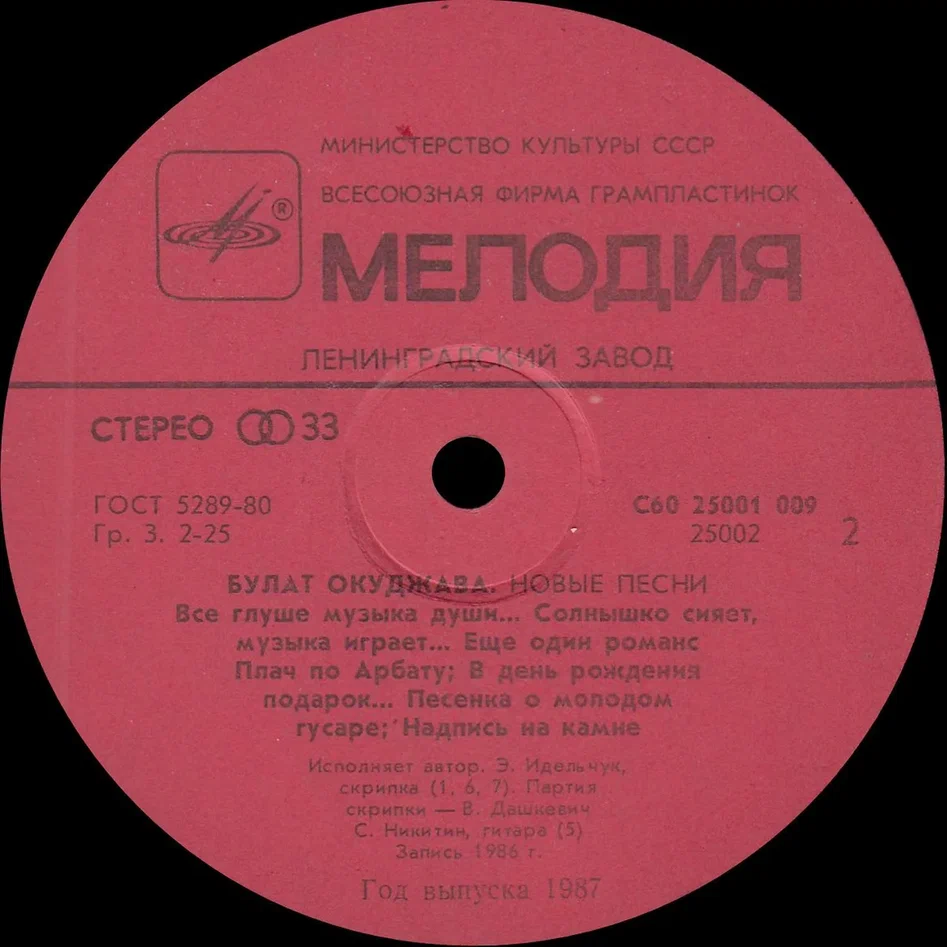 МИНИСТЕРСТВО КУЛЬТУРЫ СССР
ВСЕСОЮЗНАЯ ФИРМА ГРАМПЛАСТИНОК
®
МЕЛОДИЯ
ЛЕНИНГРАДСКИЙ ЗАВОД
СТЕРЕО 33
ГОСТ 5289-80
Гр. 3. 2-25
С60 25001 009
25002
2
БУЛАТ ОКУДЖАВА. НОВЫЕ ПЕСНИ
Все глуше музыка души... Солнышко сияет,
музыка играет... Еще один романс
Плач по Арбату; В день рождения
подарок... Песенка о молодом
гусаре; Надпись на камне
Исполняет автор. Э. Идельчук,
скрипка (1, 6, 7). Партия
скрипки — В. Дашкевич
С. Никитин, гитара (5)
Запись 1986 г.
Год выпуска 1987